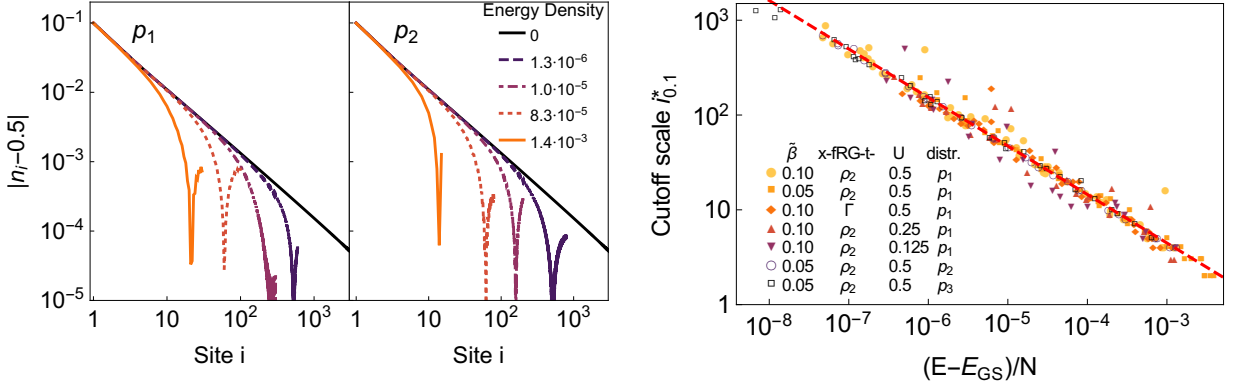 10⁻¹
10⁻²
10⁻³
10⁻⁴
10⁻⁵
|nᵢ−0.5|
p₁
p₂
Energy Density
0
1.3·10⁻⁶
1.0·10⁻⁵
8.3·10⁻⁵
1.4·10⁻³
1 10 10² 10³
1 10 10² 10³
Site i
Site i
10³
10²
10
1
Cutoff scale i*₀.₁
β̃ x-fRG-t- U distr.
0.10 ρ₂ 0.5 p₁
0.05 ρ₂ 0.5 p₁
0.10 Γ 0.5 p₁
0.10 ρ₂ 0.25 p₁
0.10 ρ₂ 0.125 p₁
0.05 ρ₂ 0.5 p₂
0.05 ρ₂ 0.5 p₃
10⁻⁸ 10⁻⁷ 10⁻⁶ 10⁻⁵ 10⁻⁴ 10⁻³
(E−E_GS)/N